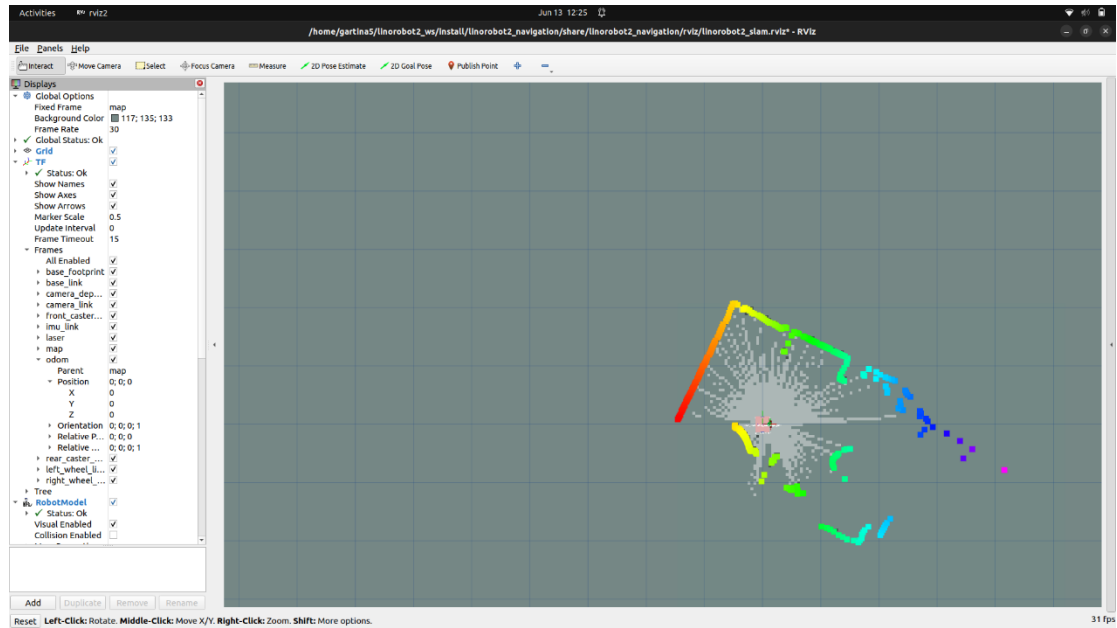 Activities rviz2 Jun 13 12:25
/home/gartina5/linorobot2_ws/install/linorobot2_navigation/share/linorobot2_navigation/rviz/linorobot2_slam.rviz* - RViz
File Panels Help
Interact Move Camera Select Focus Camera Measure 2D Pose Estimate 2D Goal Pose Publish Point
Displays
Global Options
Fixed Frame map
Background Color 117; 135; 133
Frame Rate 30
Global Status: Ok
Grid
TF
Status: Ok
Show Names
Show Axes
Show Arrows
Marker Scale 0.5
Update Interval 0
Frame Timeout 15
Frames
All Enabled
base_footprint
base_link
camera_dep...
camera_link
front_caster...
imu_link
laser
map
odom
Parent map
Position 0; 0; 0
X 0
Y 0
Z 0
Orientation 0; 0; 0; 1
Relative P... 0; 0; 0
Relative ... 0; 0; 0; 1
rear_caster_...
left_wheel_li...
right_wheel_...
Tree
RobotModel
Status: Ok
Visual Enabled
Collision Enabled
Add Duplicate Remove Rename
Reset Left-Click: Rotate. Middle-Click: Move X/Y. Right-Click: Zoom. Shift: More options. 31 fps